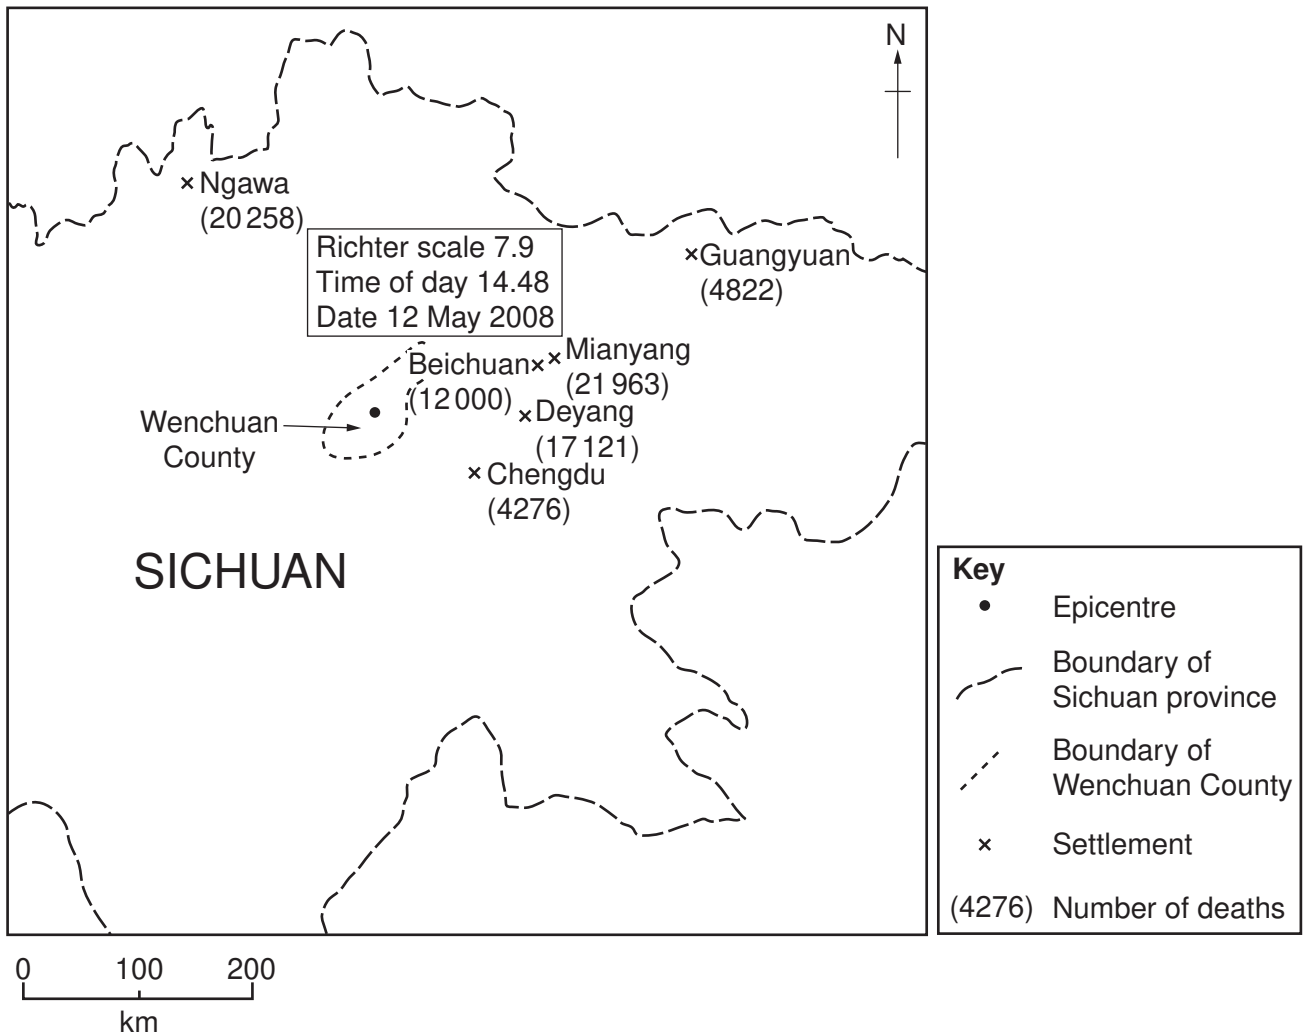 N
Ngawa
(20 258)
Richter scale 7.9
Time of day 14.48
Date 12 May 2008
Guangyuan
(4822)
Beichuan
(12 000)
Mianyang
(21 963)
Deyang
(17 121)
Wenchuan
County
Chengdu
(4276)
SICHUAN
Key
Epicentre
Boundary of
Sichuan province
Boundary of
Wenchuan County
Settlement
(4276) Number of deaths
0 100 200
km